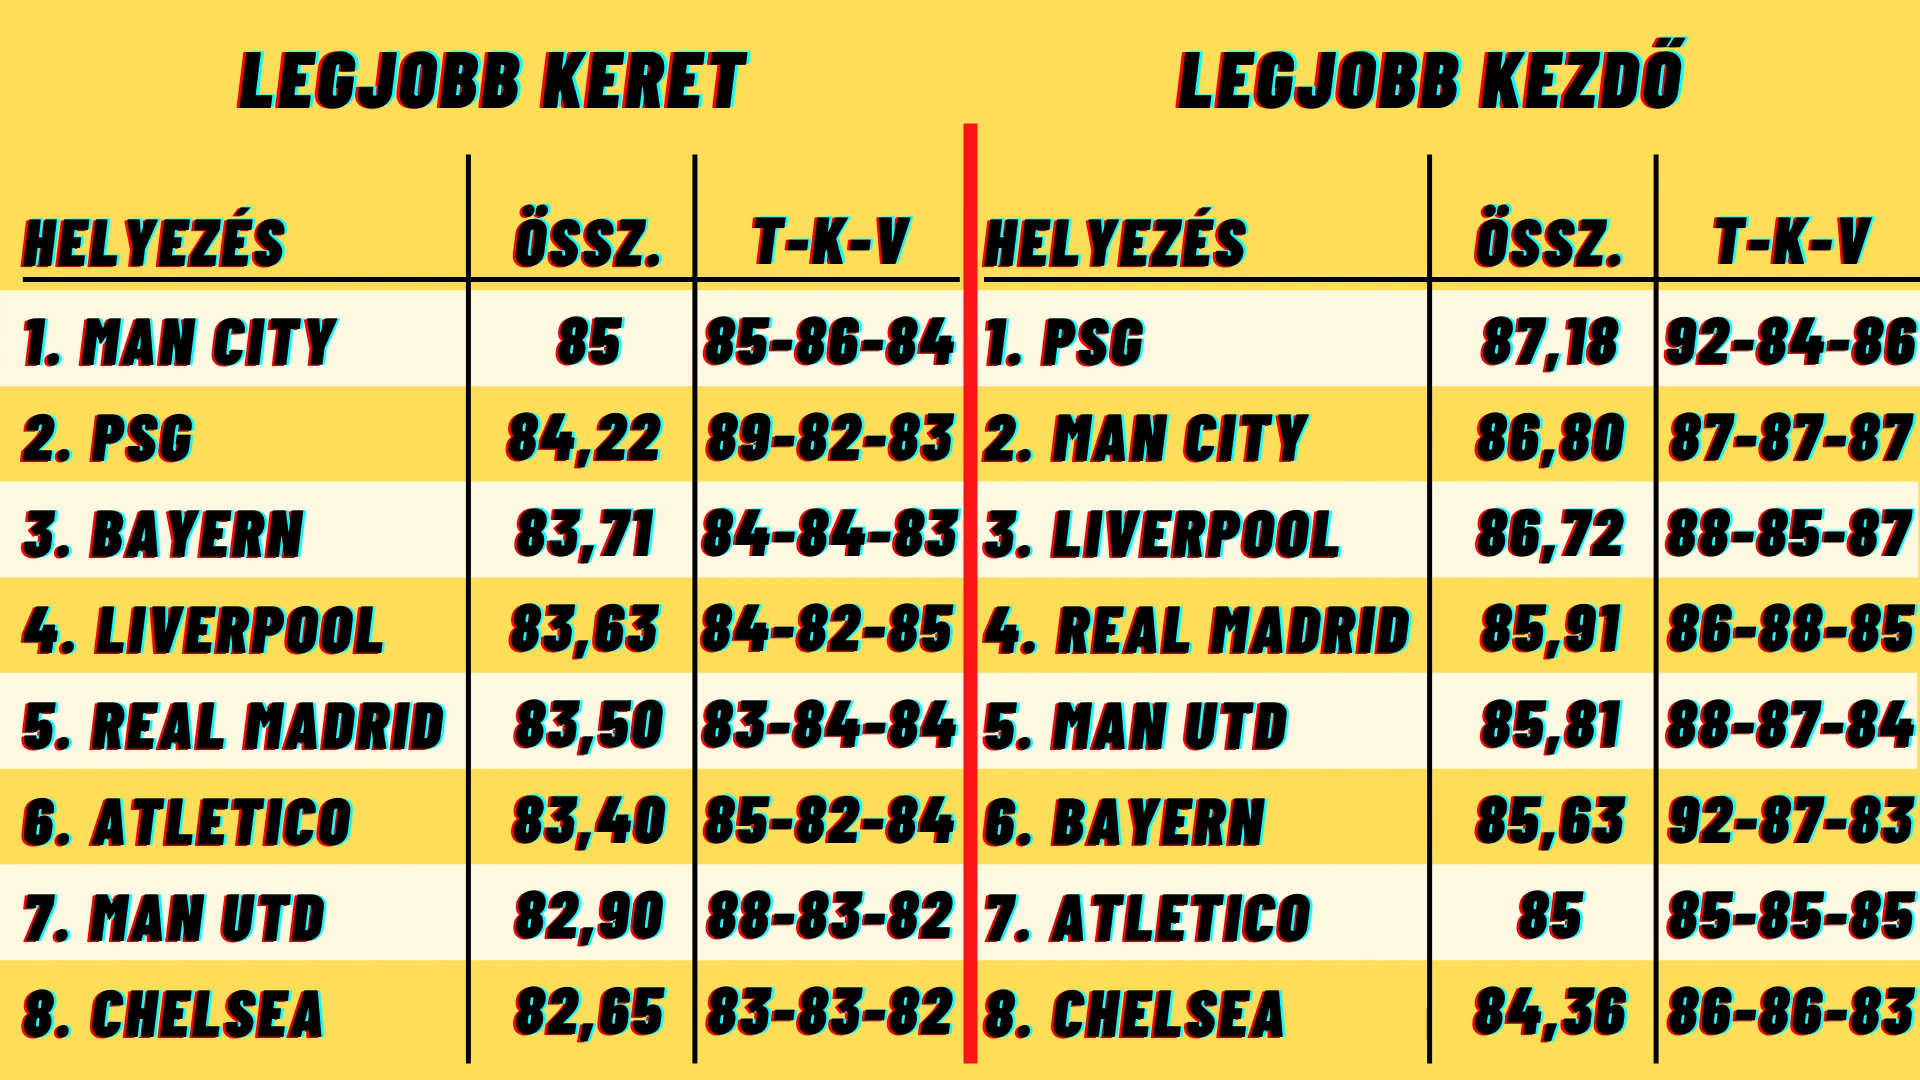 LEGJOBB KERET
HELYEZÉS ÖSSZ. T-K-V
1. MAN CITY 85 85-86-84
2. PSG 84,22 89-82-83
3. BAYERN 83,71 84-84-83
4. LIVERPOOL 83,63 84-82-85
5. REAL MADRID 83,50 83-84-84
6. ATLETICO 83,40 85-82-84
7. MAN UTD 82,90 88-83-82
8. CHELSEA 82,65 83-83-82
LEGJOBB KEZDŐ
HELYEZÉS ÖSSZ. T-K-V
1. PSG 87,18 92-84-86
2. MAN CITY 86,80 87-87-87
3. LIVERPOOL 86,72 88-85-87
4. REAL MADRID 85,91 86-88-85
5. MAN UTD 85,81 88-87-84
6. BAYERN 85,63 92-87-83
7. ATLETICO 85 85-85-85
8. CHELSEA 84,36 86-86-83